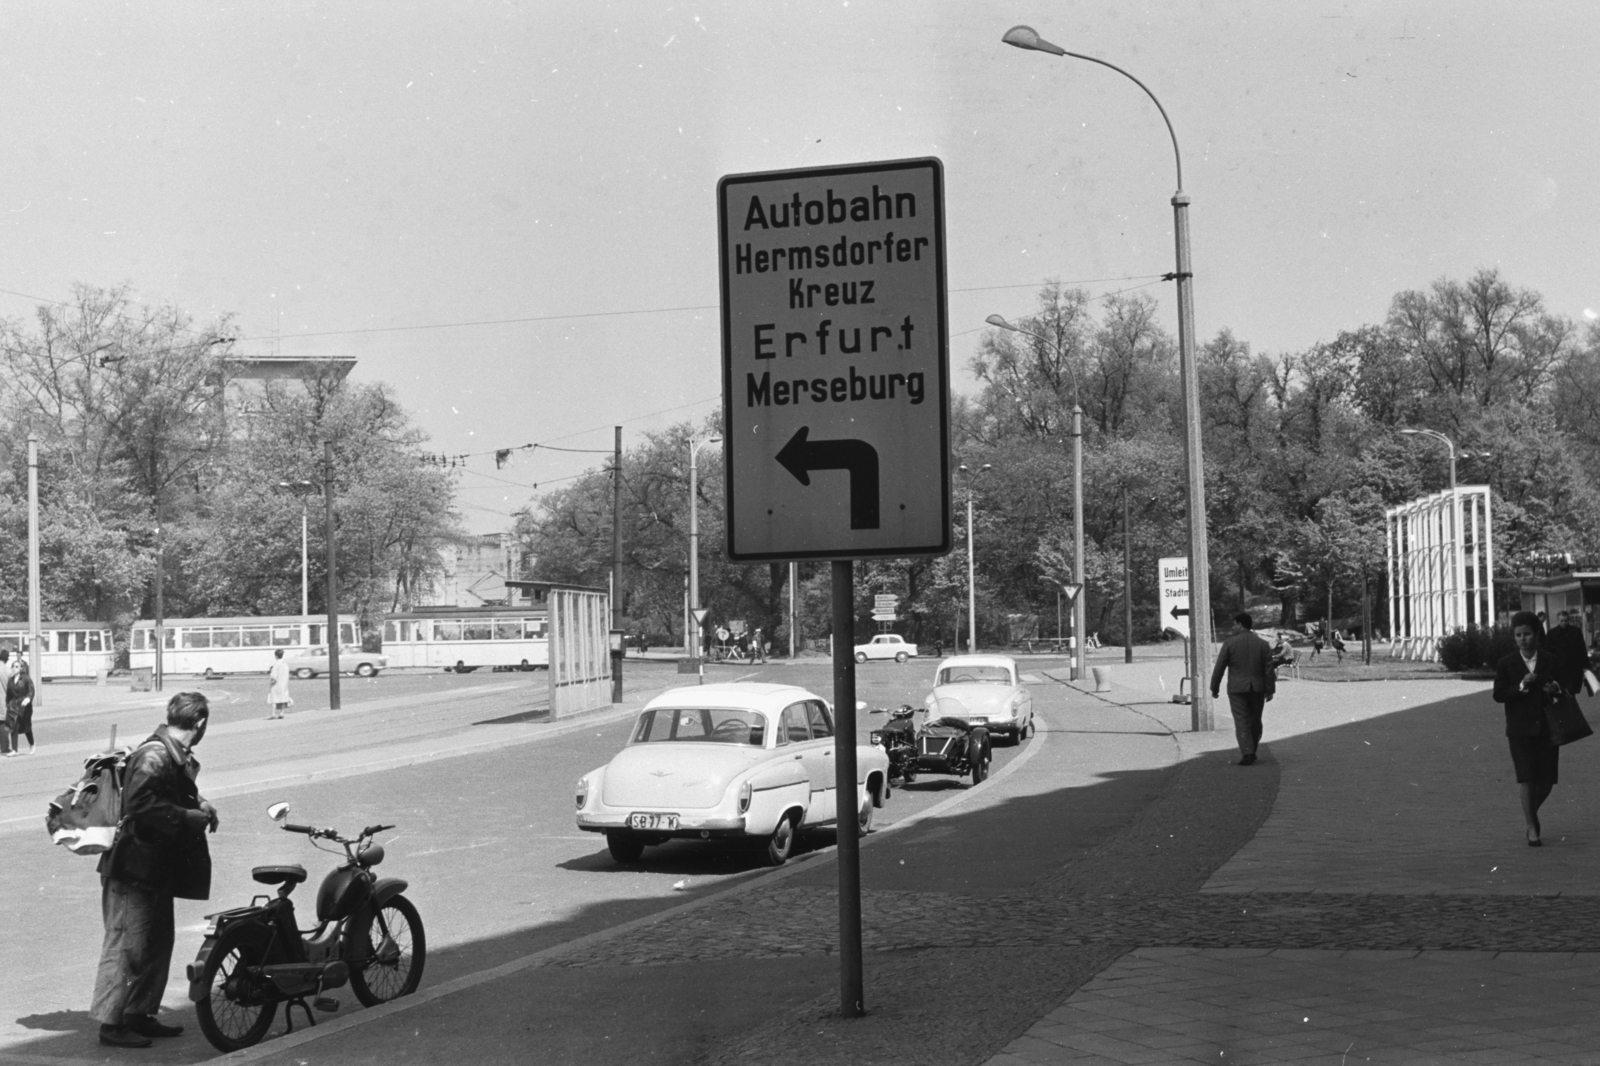 Autobahn
Hermsdorfer
Kreuz
Erfurt
Merseburg
Umleit
Stadtm